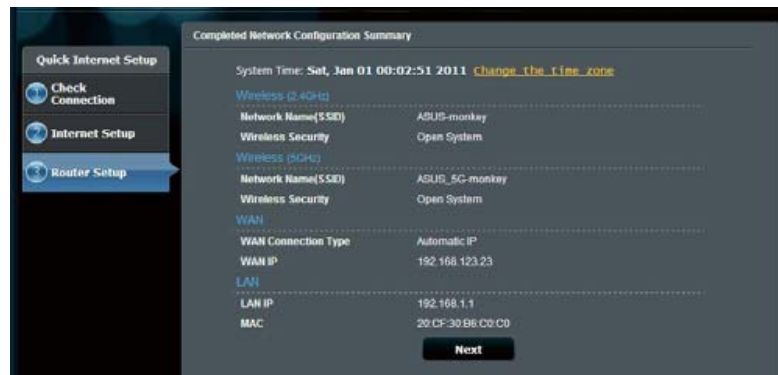 Completed Network Configuration Summary
Quick Internet Setup
1 Check Connection
2 Internet Setup
3 Router Setup
System Time: Sat, Jan 01 00:02:51 2011 Change the time zone
Wireless (2.4GHz)
Network Name(SSID) ASUS-monkey
Wireless Security Open System
Wireless (5GHz)
Network Name(SSID) ASUS_5G-monkey
Wireless Security Open System
WAN
WAN Connection Type Automatic IP
WAN IP 192.168.123.23
LAN
LAN IP 192.168.1.1
MAC 20:CF:30:B6:C0:C0
Next